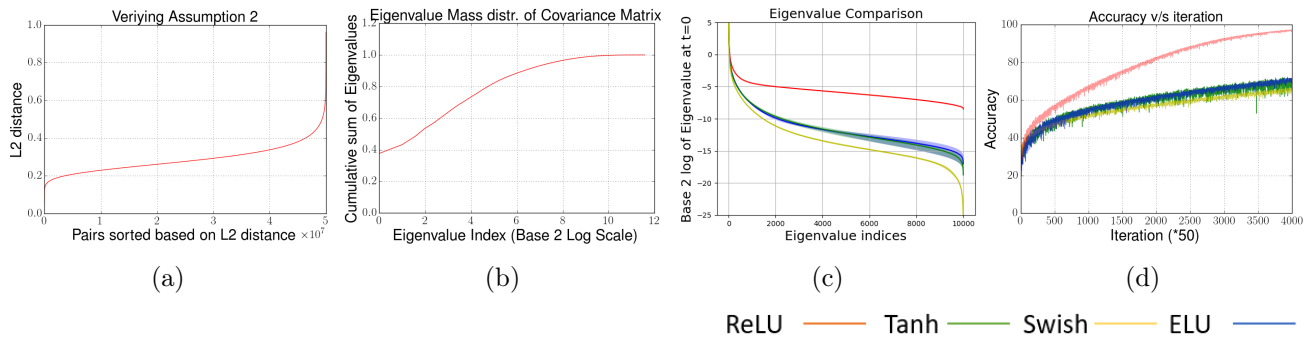 Veriying Assumption 2
L2 distance
1.0
0.8
0.6
0.4
0.2
0.0
0 1 2 3 4 5
Pairs sorted based on L2 distance ×10⁷
(a)
Eigenvalue Mass distr. of Covariance Matrix
Cumulative sum of Eigenvalues
1.2
1.0
0.8
0.6
0.4
0.2
0.0
0 2 4 6 8 10 12
Eigenvalue Index (Base 2 Log Scale)
(b)
Eigenvalue Comparison
Base 2 log of Eigenvalue at t=0
5
0
−5
−10
−15
−20
−25
0 2000 4000 6000 8000 10000
Eigenvalue indices
(c)
Accuracy v/s iteration
Accuracy
100
80
60
40
20
0
0 500 1000 1500 2000 2500 3000 3500 4000
Iteration (*50)
(d)
ReLU Tanh Swish ELU